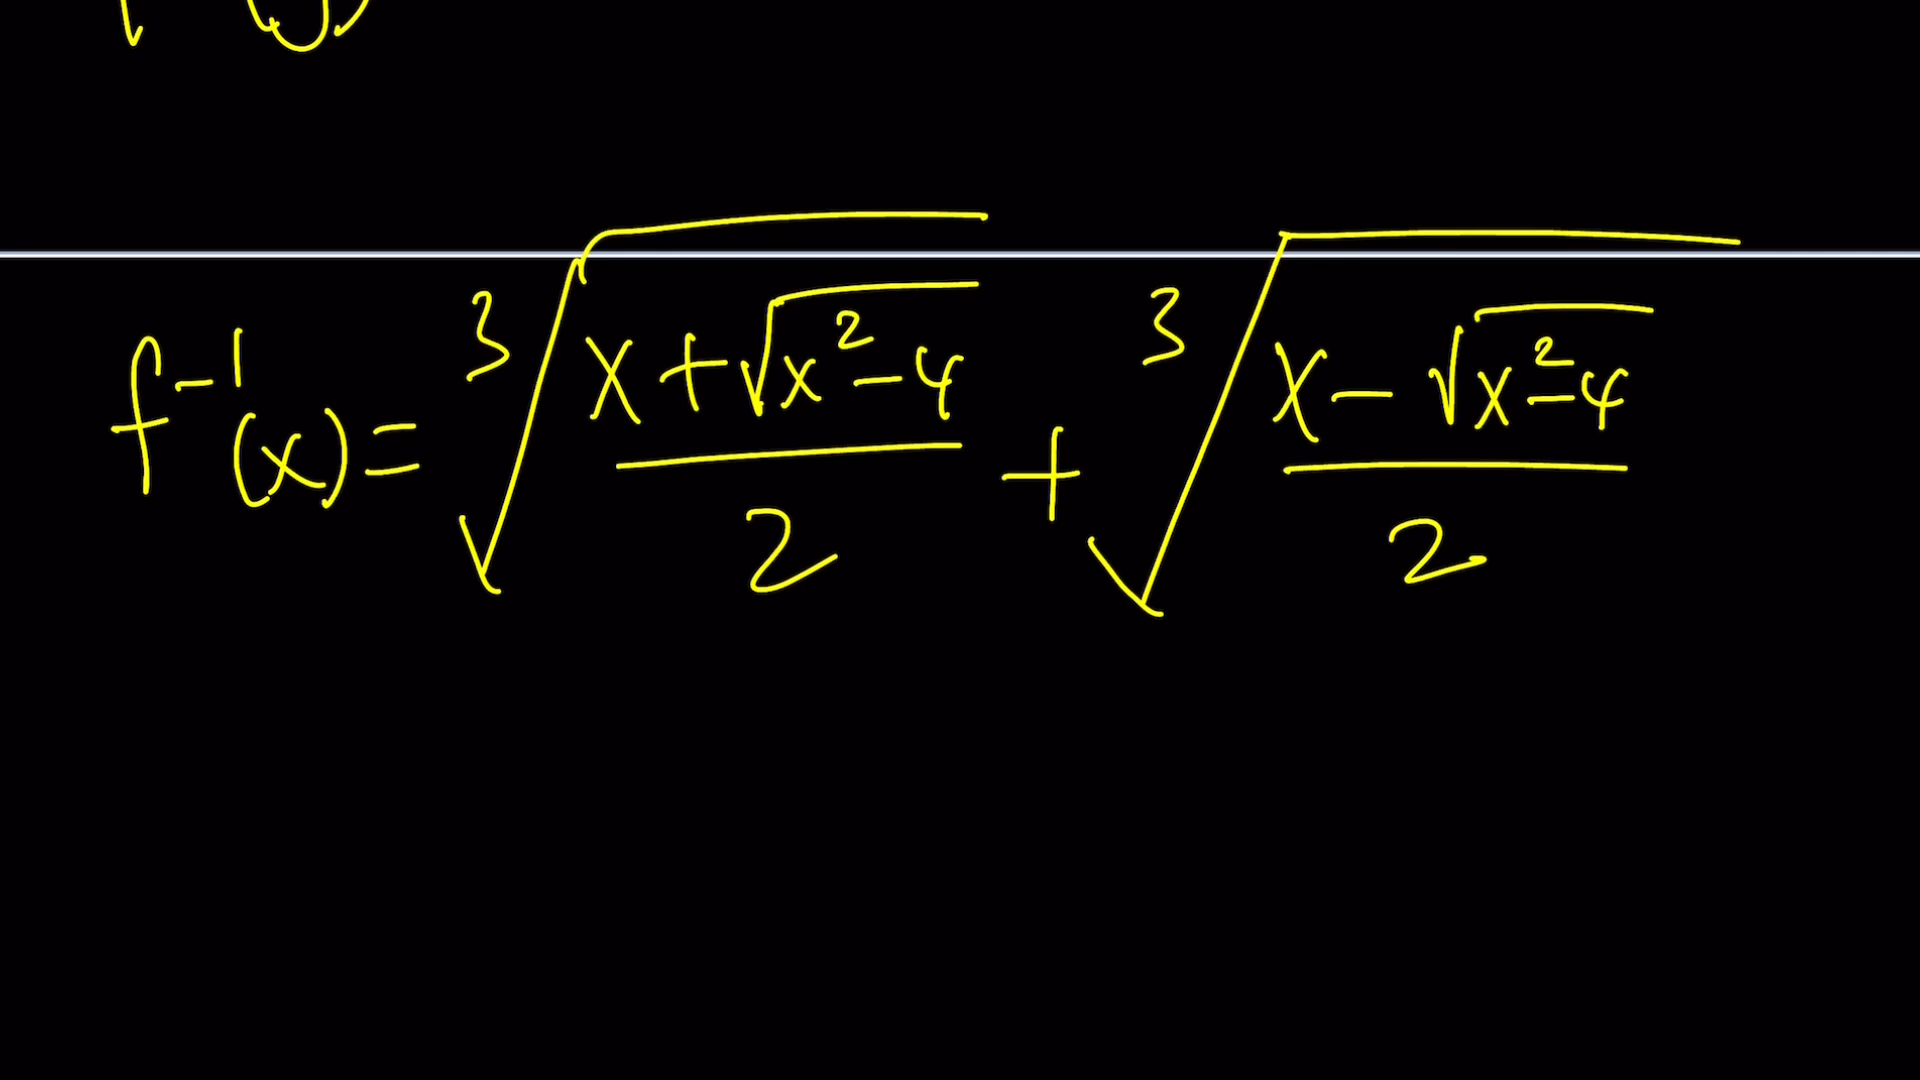 f⁻¹(x) = ∛((x+√(x²-4))/2) + ∛((x-√(x²-4))/2)